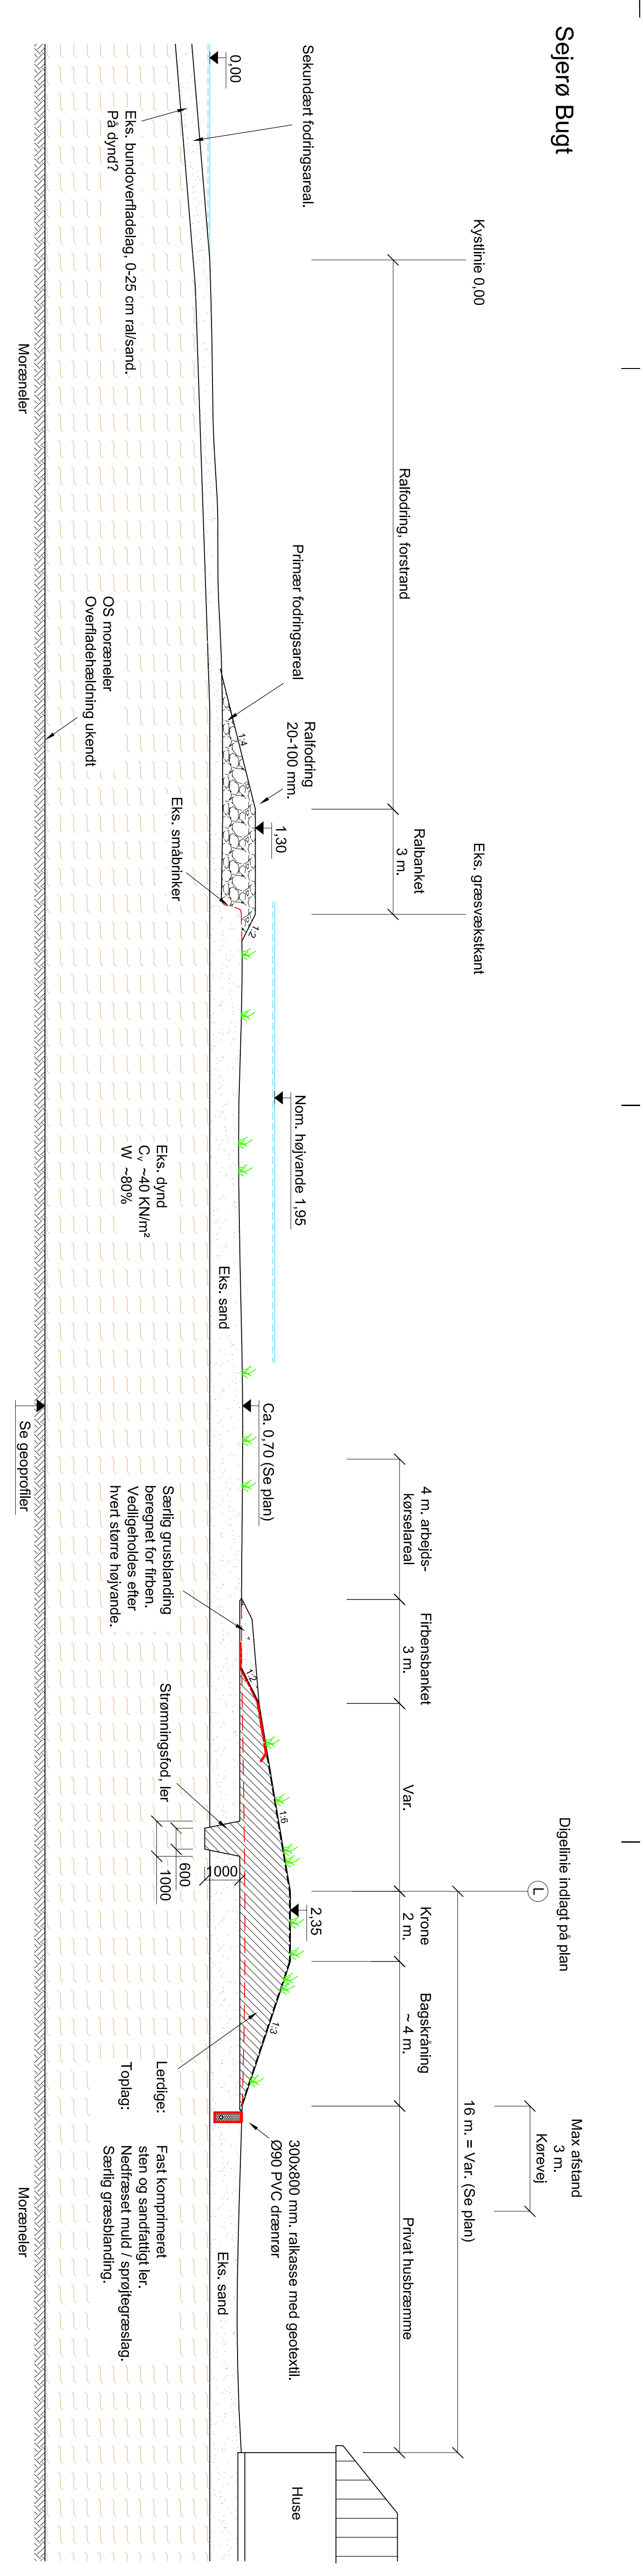 Sejerø Bugt
Kystlinie 0,00
Eks. græsvækstkant
Digelinie indlagt på plan
L
Max afstand
3 m.
Kørevej
16 m. = Var. (Se plan)
Ralfodring, forstrand
Ralbanket
3 m.
4 m. arbejds-
kørselareal
Firbensbanket
3 m.
Var.
Krone
2 m.
Bagskråning
~ 4 m.
Privat husbræmme
Sekundært fodringsareal.
0,00
Primær fodringsareal
Ralfodring
20-100 mm.
1,30
Nom. højvande 1,95
Ca. 0,70 (Se plan)
2,35
300x800 mm. ralkasse med geotextil.
Ø90 PVC drænrør
Huse
1:4
1:2
1:2
1:6
1:3
Eks. bundoverfladelag, 0-25 cm ral/sand.
På dynd?
Eks. småbrinker
Eks. sand
Eks. sand
OS moræneler
Overfladehældning ukendt
Eks. dynd
Cv ~40 KN/m²
W ~80%
Særlig grusblanding
beregnet for firben.
Vedligeholdes efter
hvert større højvande.
Strømningsfod, ler
1000
600
1000
Lerdige: Fast komprimeret
sten og sandfattigt ler.
Toplag: Nedfræset muld / sprøjtegræslag.
Særlig græsblanding.
Moræneler
Se geoprofiler
Moræneler